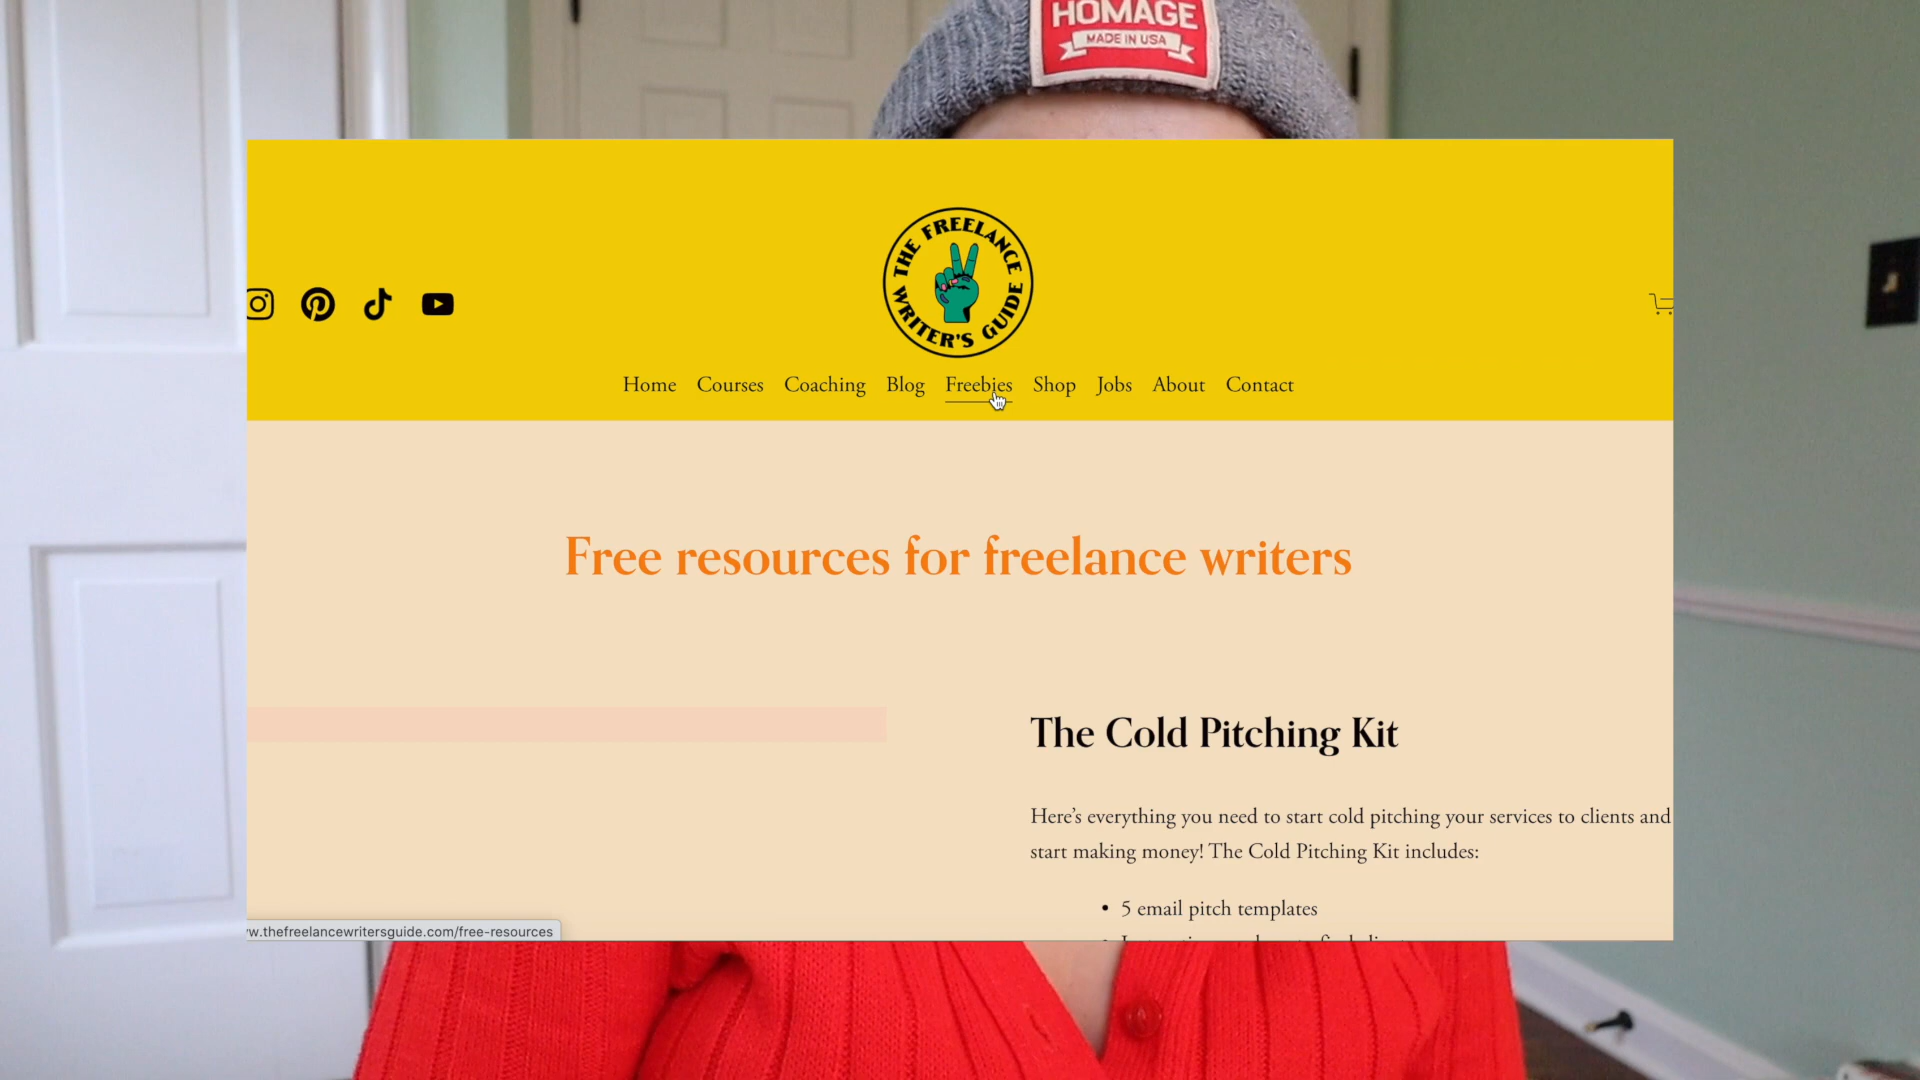 HOMAGE
MADE IN USA
THE FREELANCE
WRITER'S GUIDE
Home Courses Coaching Blog Freebies Shop Jobs About Contact
Free resources for freelance writers
The Cold Pitching Kit
Here's everything you need to start cold pitching your services to clients and
start making money! The Cold Pitching Kit includes:
• 5 email pitch templates
w.thefreelancewritersguide.com/free-resources